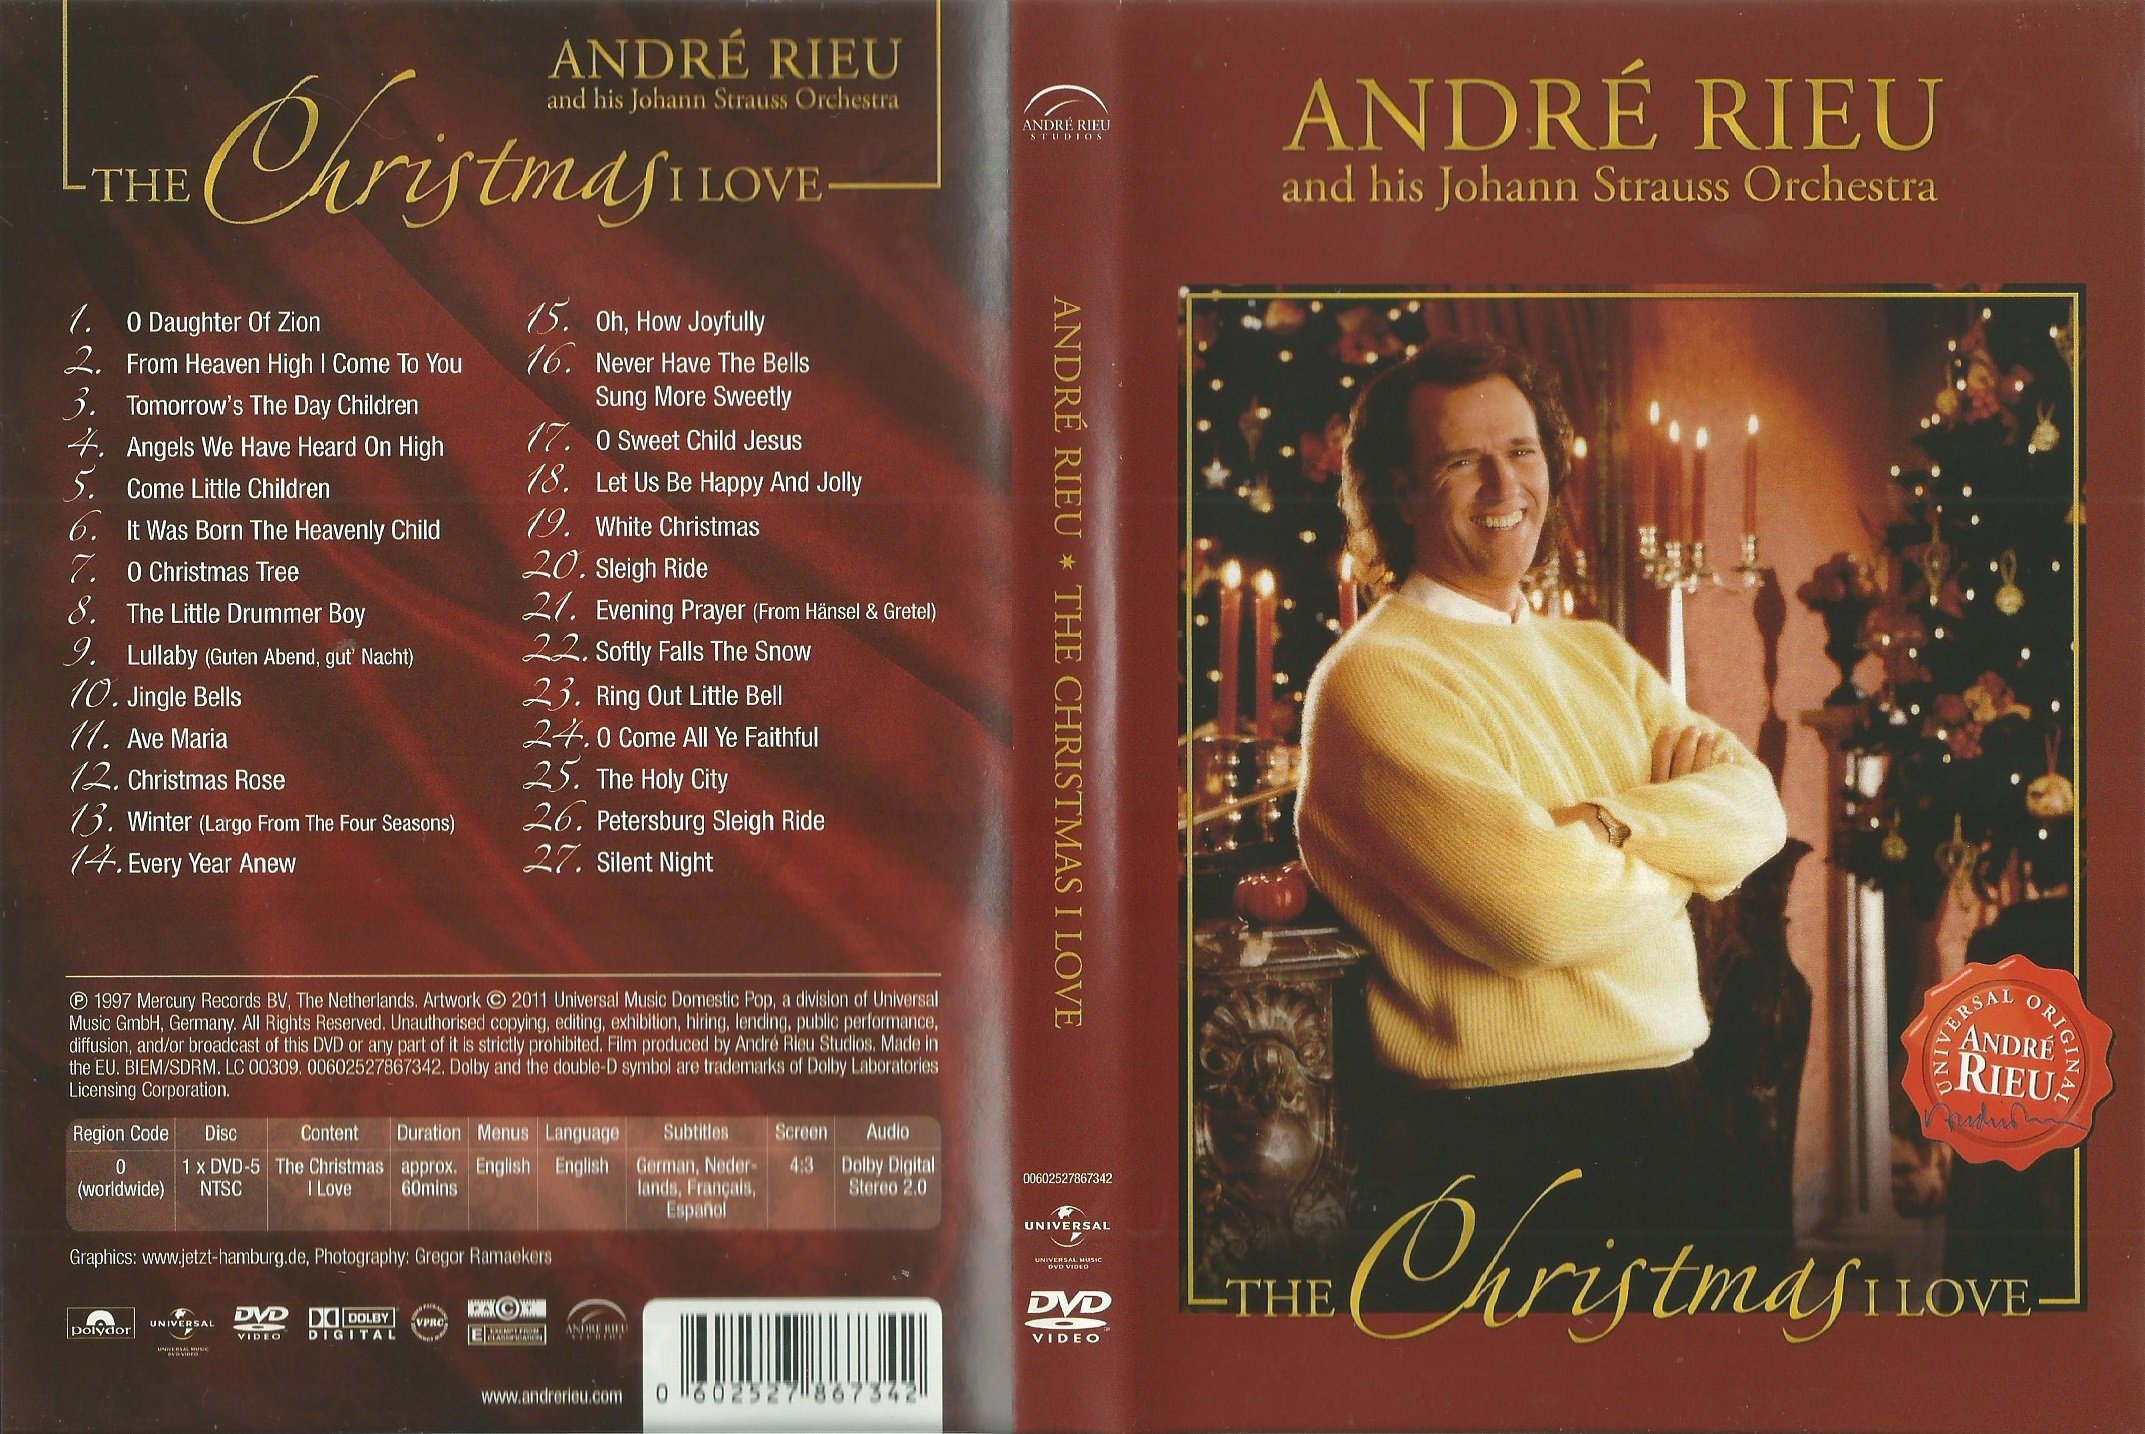 ANDRÉ RIEU
and his Johann Strauss Orchestra
THE Christmas I LOVE
1. O Daughter Of Zion
2. From Heaven High I Come To You
3. Tomorrow's The Day Children
4. Angels We Have Heard On High
5. Come Little Children
6. It Was Born The Heavenly Child
7. O Christmas Tree
8. The Little Drummer Boy
9. Lullaby (Guten Abend, gut' Nacht)
10. Jingle Bells
11. Ave Maria
12. Christmas Rose
13. Winter (Largo From The Four Seasons)
14. Every Year Anew
15. Oh, How Joyfully
16. Never Have The Bells
Sung More Sweetly
17. O Sweet Child Jesus
18. Let Us Be Happy And Jolly
19. White Christmas
20. Sleigh Ride
21. Evening Prayer (From Hänsel & Gretel)
22. Softly Falls The Snow
23. Ring Out Little Bell
24. O Come All Ye Faithful
25. The Holy City
26. Petersburg Sleigh Ride
27. Silent Night
℗ 1997 Mercury Records BV, The Netherlands. Artwork © 2011 Universal Music Domestic Pop, a division of Universal
Music GmbH, Germany. All Rights Reserved. Unauthorised copying, editing, exhibition, hiring, lending, public performance,
diffusion, and/or broadcast of this DVD or any part of it is strictly prohibited. Film produced by André Rieu Studios. Made in
the EU. BIEM/SDRM. LC 00309. 00602527867342. Dolby and the double-D symbol are trademarks of Dolby Laboratories
Licensing Corporation.
Region Code Disc Content Duration Menus Language Subtitles Screen Audio
0 1 x DVD-5 The Christmas approx. English English German, Neder- 4:3 Dolby Digital
(worldwide) NTSC I Love 60mins lands, Français, Stereo 2.0
Español
Graphics: www.jetzt-hamburg.de, Photography: Gregor Ramaekers
polydor
UNIVERSAL
UNIVERSAL MUSIC
DVD VIDEO
DVD
VIDEO
DOLBY
DIGITAL
VPRC
PACY
E EXEMPT FROM
CLASSIFICATION
ANDRÉ RIEU
STUDIOS
www.andrerieu.com
0 602527 867342
ANDRÉ RIEU
STUDIOS
ANDRÉ RIEU ★ THE CHRISTMAS I LOVE
00602527867342
UNIVERSAL
UNIVERSAL MUSIC
DVD VIDEO
DVD
VIDEO
ANDRÉ RIEU
and his Johann Strauss Orchestra
UNIVERSAL ORIGINAL
ANDRÉ
RIEU
THE Christmas I LOVE